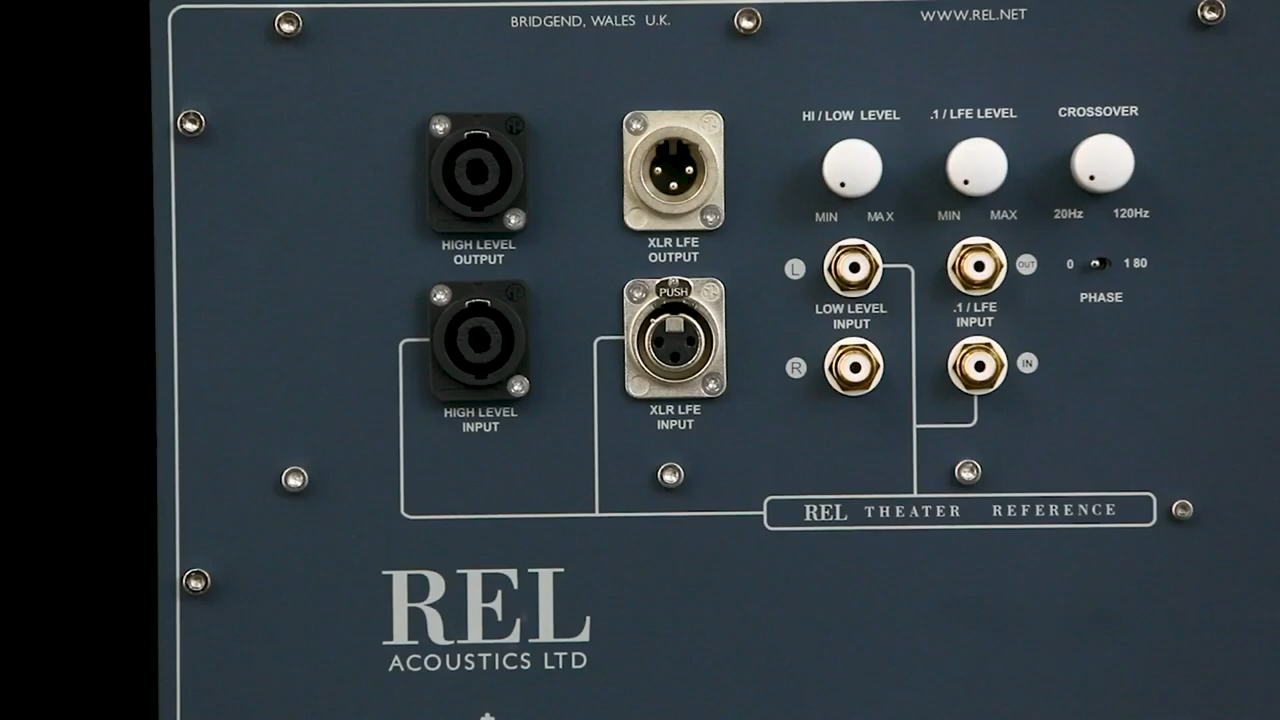 BRIDGEND, WALES U.K.
WWW.REL.NET
HI / LOW LEVEL
.1 / LFE LEVEL
CROSSOVER
MIN MAX
MIN MAX
20Hz 120Hz
HIGH LEVEL
OUTPUT
XLR LFE
OUTPUT
L
OUT
0 180
PHASE
PUSH
LOW LEVEL
INPUT
.1 / LFE
INPUT
R
IN
HIGH LEVEL
INPUT
XLR LFE
INPUT
REL THEATER REFERENCE
REL
ACOUSTICS LTD